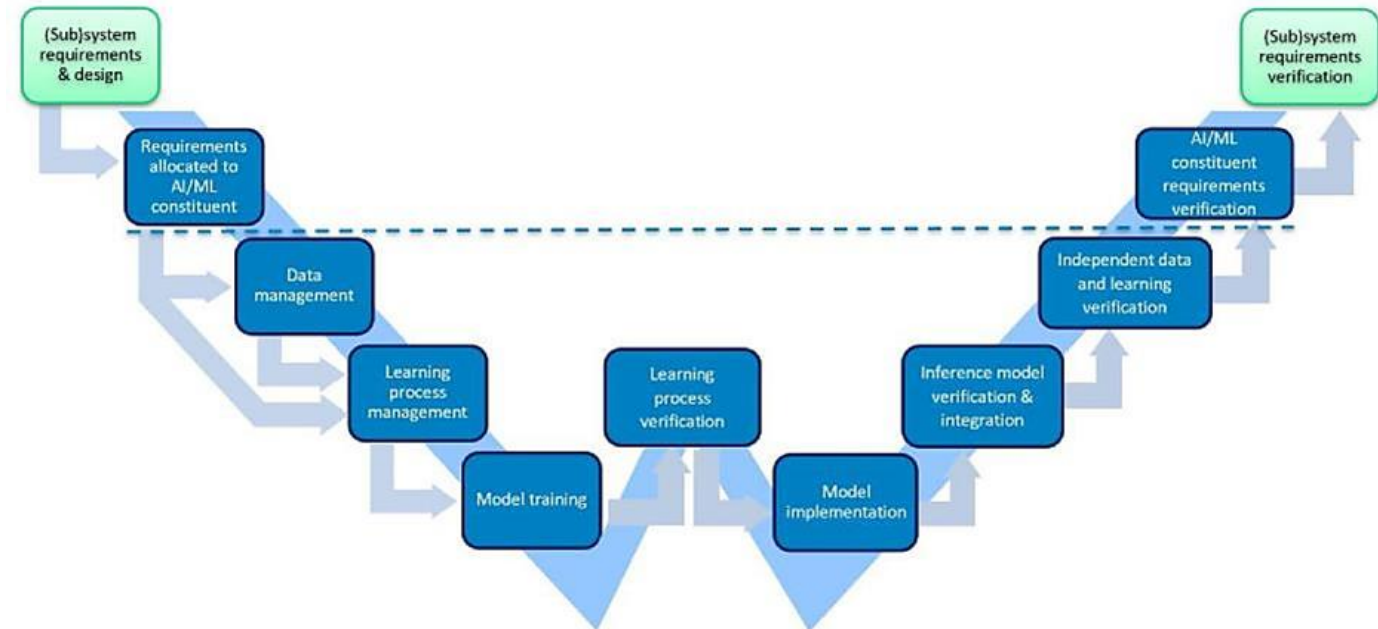 (Sub)system
requirements
& design
(Sub)system
requirements
verification
Requirements
allocated to
AI/ML
constituent
AI/ML
constituent
requirements
verification
Data
management
Independent data
and learning
verification
Learning
process
management
Learning
process
verification
Inference model
verification &
integration
Model training
Model
implementation